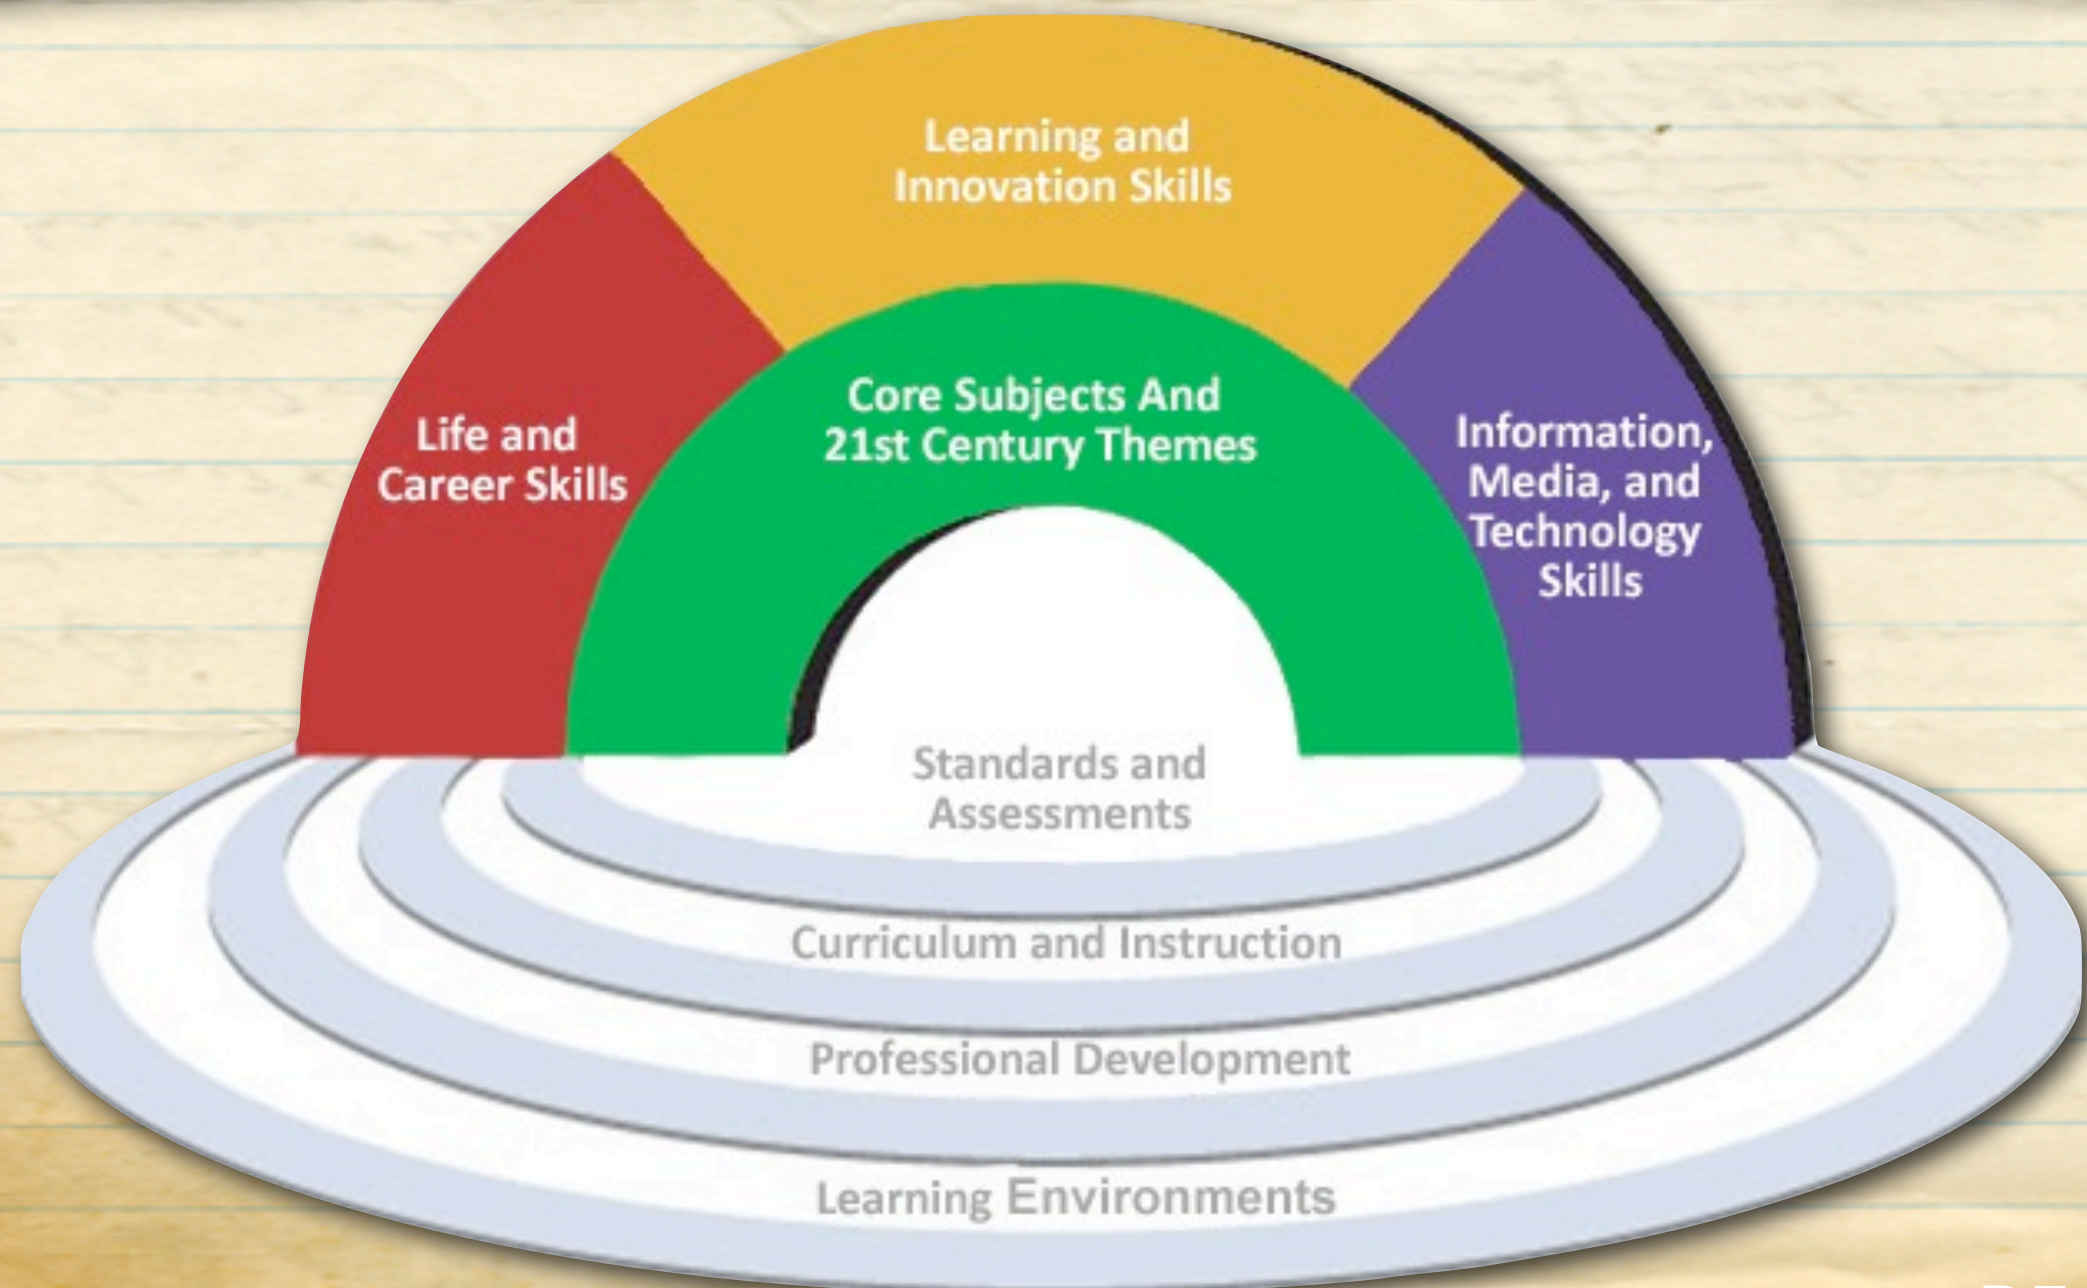 Learning and
Innovation Skills
Life and
Career Skills
Core Subjects And
21st Century Themes
Information,
Media, and
Technology
Skills
Standards and
Assessments
Curriculum and Instruction
Professional Development
Learning Environments